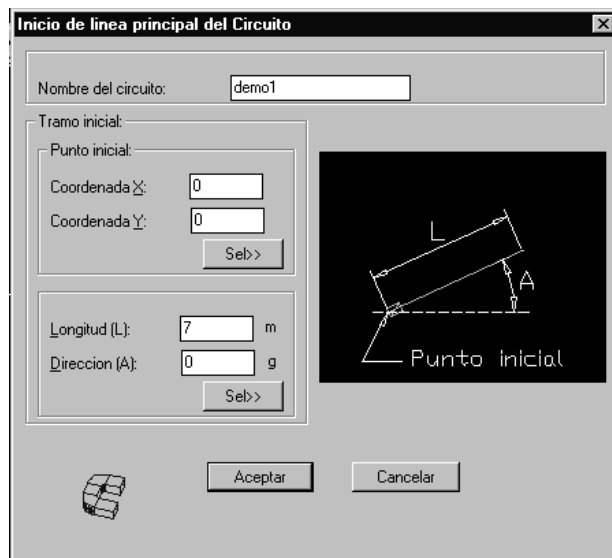 Inicio de linea principal del Circuito
Nombre del circuito: demo1
Tramo inicial:
Punto inicial:
Coordenada X: 0
Coordenada Y: 0
Sel>>
Longitud (L): 7 m
Direccion (A): 0 g
Sel>>
L
A
Punto inicial
Aceptar
Cancelar